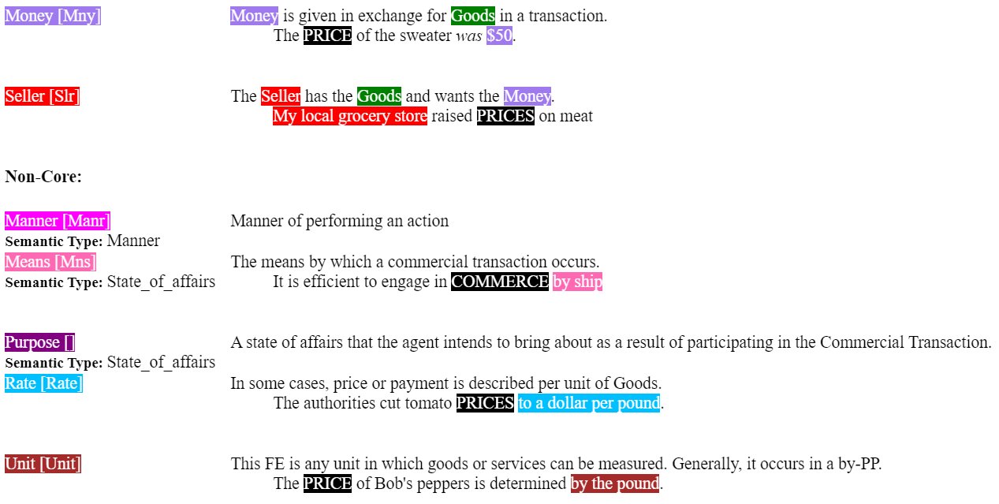 Money [Mny] Money is given in exchange for Goods in a transaction.
The PRICE of the sweater was $50.
Seller [Slr] The Seller has the Goods and wants the Money.
My local grocery store raised PRICES on meat
Non-Core:
Manner [Manr] Manner of performing an action
Semantic Type: Manner
Means [Mns] The means by which a commercial transaction occurs.
Semantic Type: State_of_affairs It is efficient to engage in COMMERCE by ship
Purpose [] A state of affairs that the agent intends to bring about as a result of participating in the Commercial Transaction.
Semantic Type: State_of_affairs
Rate [Rate] In some cases, price or payment is described per unit of Goods.
The authorities cut tomato PRICES to a dollar per pound.
Unit [Unit] This FE is any unit in which goods or services can be measured. Generally, it occurs in a by-PP.
The PRICE of Bob's peppers is determined by the pound.